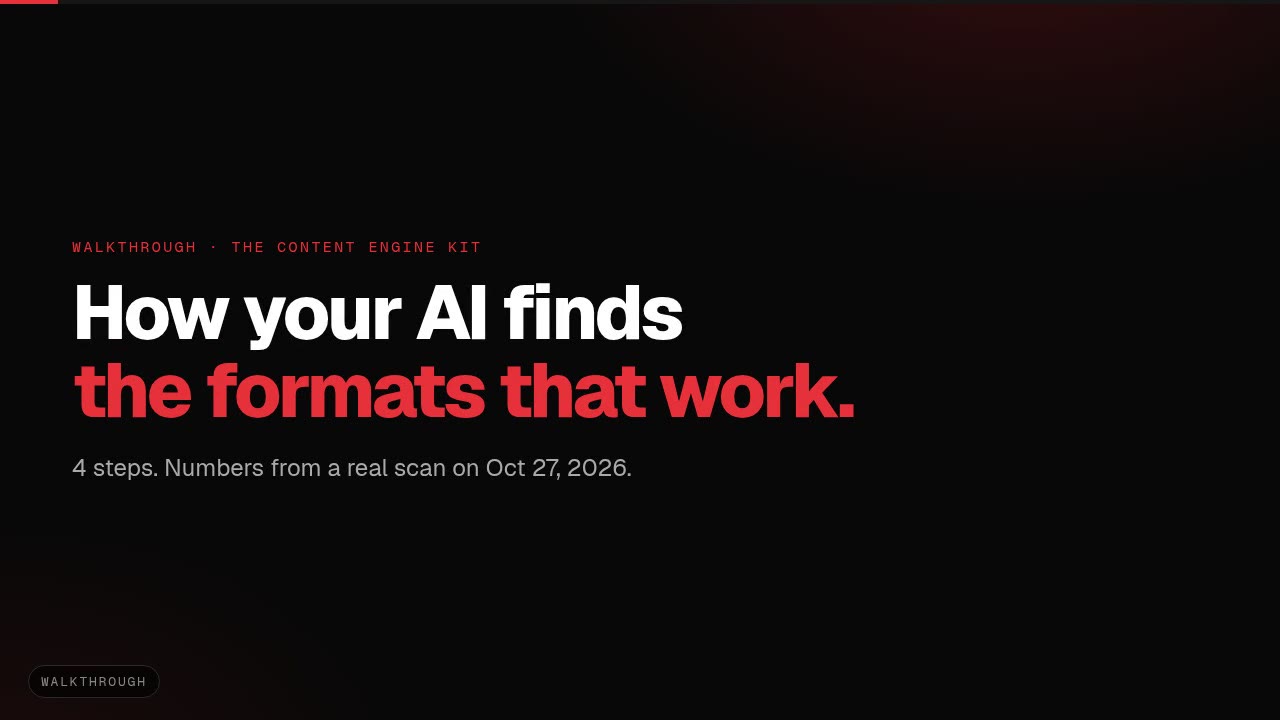 WALKTHROUGH · THE CONTENT ENGINE KIT
How your AI finds
the formats that work.
4 steps. Numbers from a real scan on Oct 27, 2026.
WALKTHROUGH